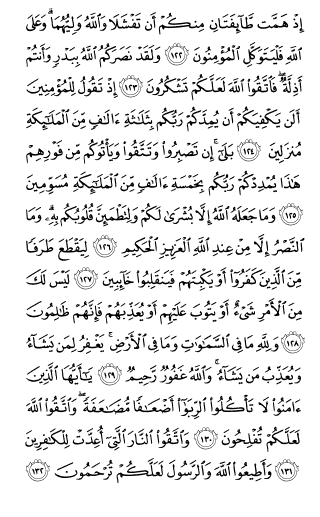 إِذْ هَمَّت طَّآئِفَتَانِ مِنكُمْ أَن تَفْشَلَا وَٱللَّهُ وَلِيُّهُمَا ۗ وَعَلَى
ٱللَّهِ فَلْيَتَوَكَّلِ ٱلْمُؤْمِنُونَ ۝١٢٢ وَلَقَدْ نَصَرَكُمُ ٱللَّهُ بِبَدْرٍ وَأَنتُمْ
أَذِلَّةٌ ۖ فَٱتَّقُوا۟ ٱللَّهَ لَعَلَّكُمْ تَشْكُرُونَ ۝١٢٣ إِذْ تَقُولُ لِلْمُؤْمِنِينَ
أَلَن يَكْفِيَكُمْ أَن يُمِدَّكُمْ رَبُّكُم بِثَلَٰثَةِ ءَالَٰفٍ مِّنَ ٱلْمَلَٰٓئِكَةِ
مُنزَلِينَ ۝١٢٤ بَلَىٰٓ ۚ إِن تَصْبِرُوا۟ وَتَتَّقُوا۟ وَيَأْتُوكُم مِّن فَوْرِهِمْ
هَٰذَا يُمْدِدْكُمْ رَبُّكُم بِخَمْسَةِ ءَالَٰفٍ مِّنَ ٱلْمَلَٰٓئِكَةِ مُسَوِّمِينَ
۝١٢٥ وَمَا جَعَلَهُ ٱللَّهُ إِلَّا بُشْرَىٰ لَكُمْ وَلِتَطْمَئِنَّ قُلُوبُكُم بِهِۦ ۗ وَمَا
ٱلنَّصْرُ إِلَّا مِنْ عِندِ ٱللَّهِ ٱلْعَزِيزِ ٱلْحَكِيمِ ۝١٢٦ لِيَقْطَعَ طَرَفًا
مِّنَ ٱلَّذِينَ كَفَرُوٓا۟ أَوْ يَكْبِتَهُمْ فَيَنقَلِبُوا۟ خَآئِبِينَ ۝١٢٧ لَيْسَ لَكَ
مِنَ ٱلْأَمْرِ شَىْءٌ أَوْ يَتُوبَ عَلَيْهِمْ أَوْ يُعَذِّبَهُمْ فَإِنَّهُمْ ظَٰلِمُونَ
۝١٢٨ وَلِلَّهِ مَا فِى ٱلسَّمَٰوَٰتِ وَمَا فِى ٱلْأَرْضِ ۚ يَغْفِرُ لِمَن يَشَآءُ
وَيُعَذِّبُ مَن يَشَآءُ ۚ وَٱللَّهُ غَفُورٌ رَّحِيمٌ ۝١٢٩ يَٰٓأَيُّهَا ٱلَّذِينَ
ءَامَنُوا۟ لَا تَأْكُلُوا۟ ٱلرِّبَوٰٓا۟ أَضْعَٰفًا مُّضَٰعَفَةً ۖ وَٱتَّقُوا۟ ٱللَّهَ
لَعَلَّكُمْ تُفْلِحُونَ ۝١٣٠ وَٱتَّقُوا۟ ٱلنَّارَ ٱلَّتِىٓ أُعِدَّتْ لِلْكَٰفِرِينَ
۝١٣١ وَأَطِيعُوا۟ ٱللَّهَ وَٱلرَّسُولَ لَعَلَّكُمْ تُرْحَمُونَ ۝١٣٢